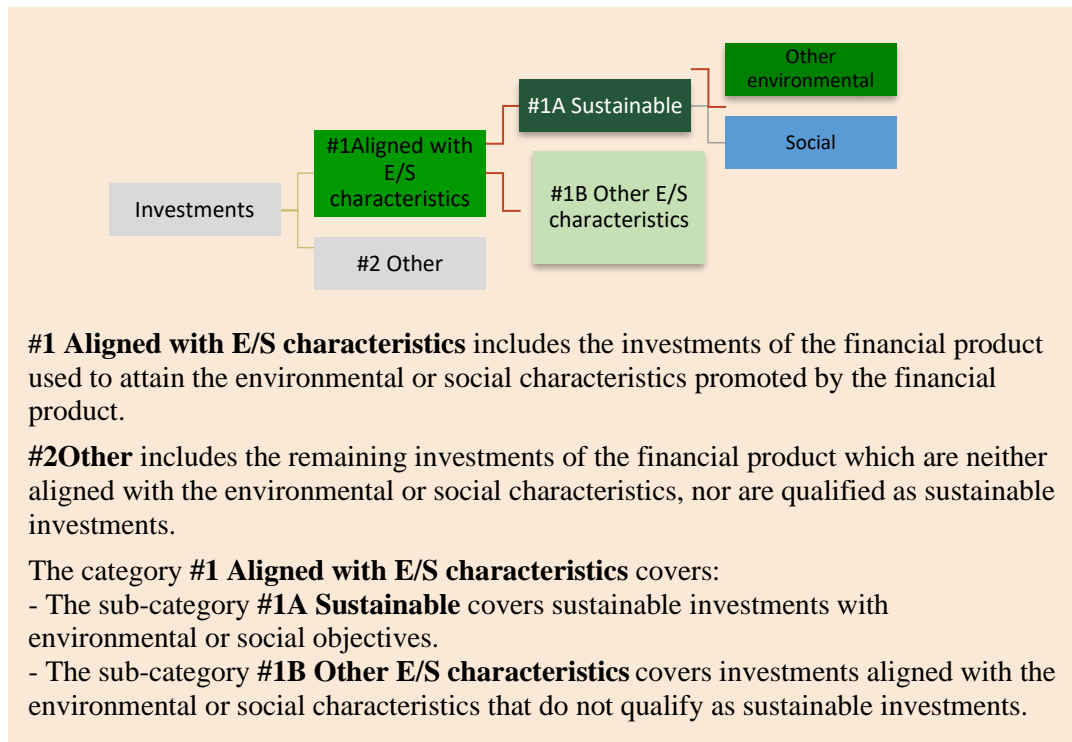 Other
environmental
#1A Sustainable
Social
#1Aligned with
E/S
characteristics
#1B Other E/S
characteristics
Investments
#2 Other
#1 Aligned with E/S characteristics includes the investments of the financial product
used to attain the environmental or social characteristics promoted by the financial
product.
#2Other includes the remaining investments of the financial product which are neither
aligned with the environmental or social characteristics, nor are qualified as sustainable
investments.
The category #1 Aligned with E/S characteristics covers:
- The sub-category #1A Sustainable covers sustainable investments with
environmental or social objectives.
- The sub-category #1B Other E/S characteristics covers investments aligned with the
environmental or social characteristics that do not qualify as sustainable investments.